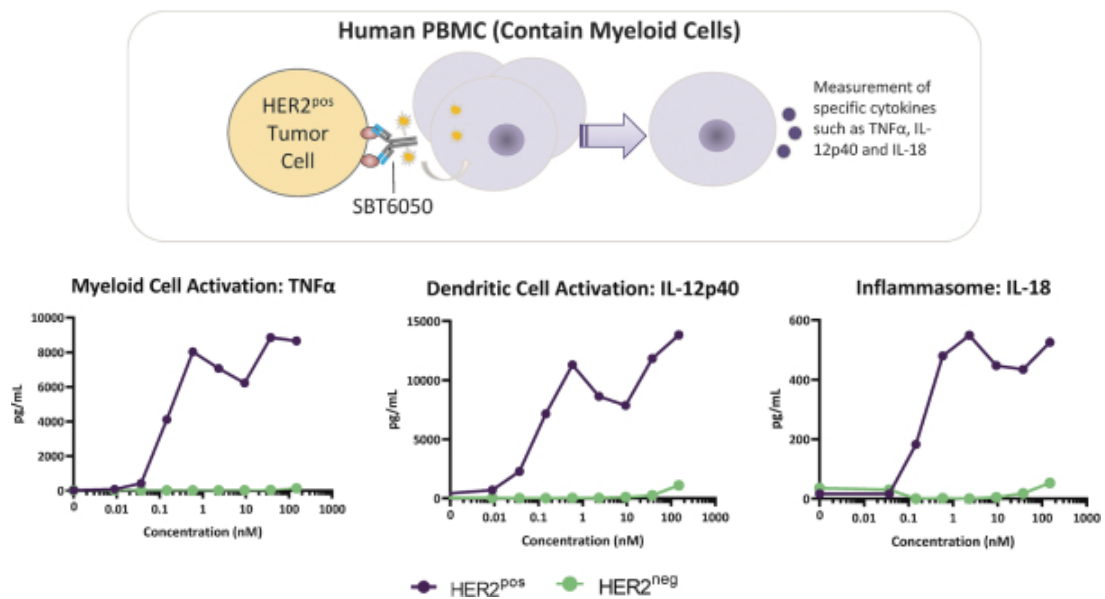 Human PBMC (Contain Myeloid Cells)
HER2pos
Tumor
Cell
SBT6050
Measurement of
specific cytokines
such as TNFα, IL-
12p40 and IL-18
Myeloid Cell Activation: TNFα
pg/mL
10000
8000
6000
4000
2000
0
0 0.01 0.1 1 10 100 1000
Concentration (nM)
Dendritic Cell Activation: IL-12p40
pg/mL
15000
10000
5000
0
0 0.01 0.1 1 10 100 1000
Concentration (nM)
Inflammasome: IL-18
pg/mL
600
400
200
0
0 0.01 0.1 1 10 100 1000
Concentration (nM)
HER2pos HER2neg